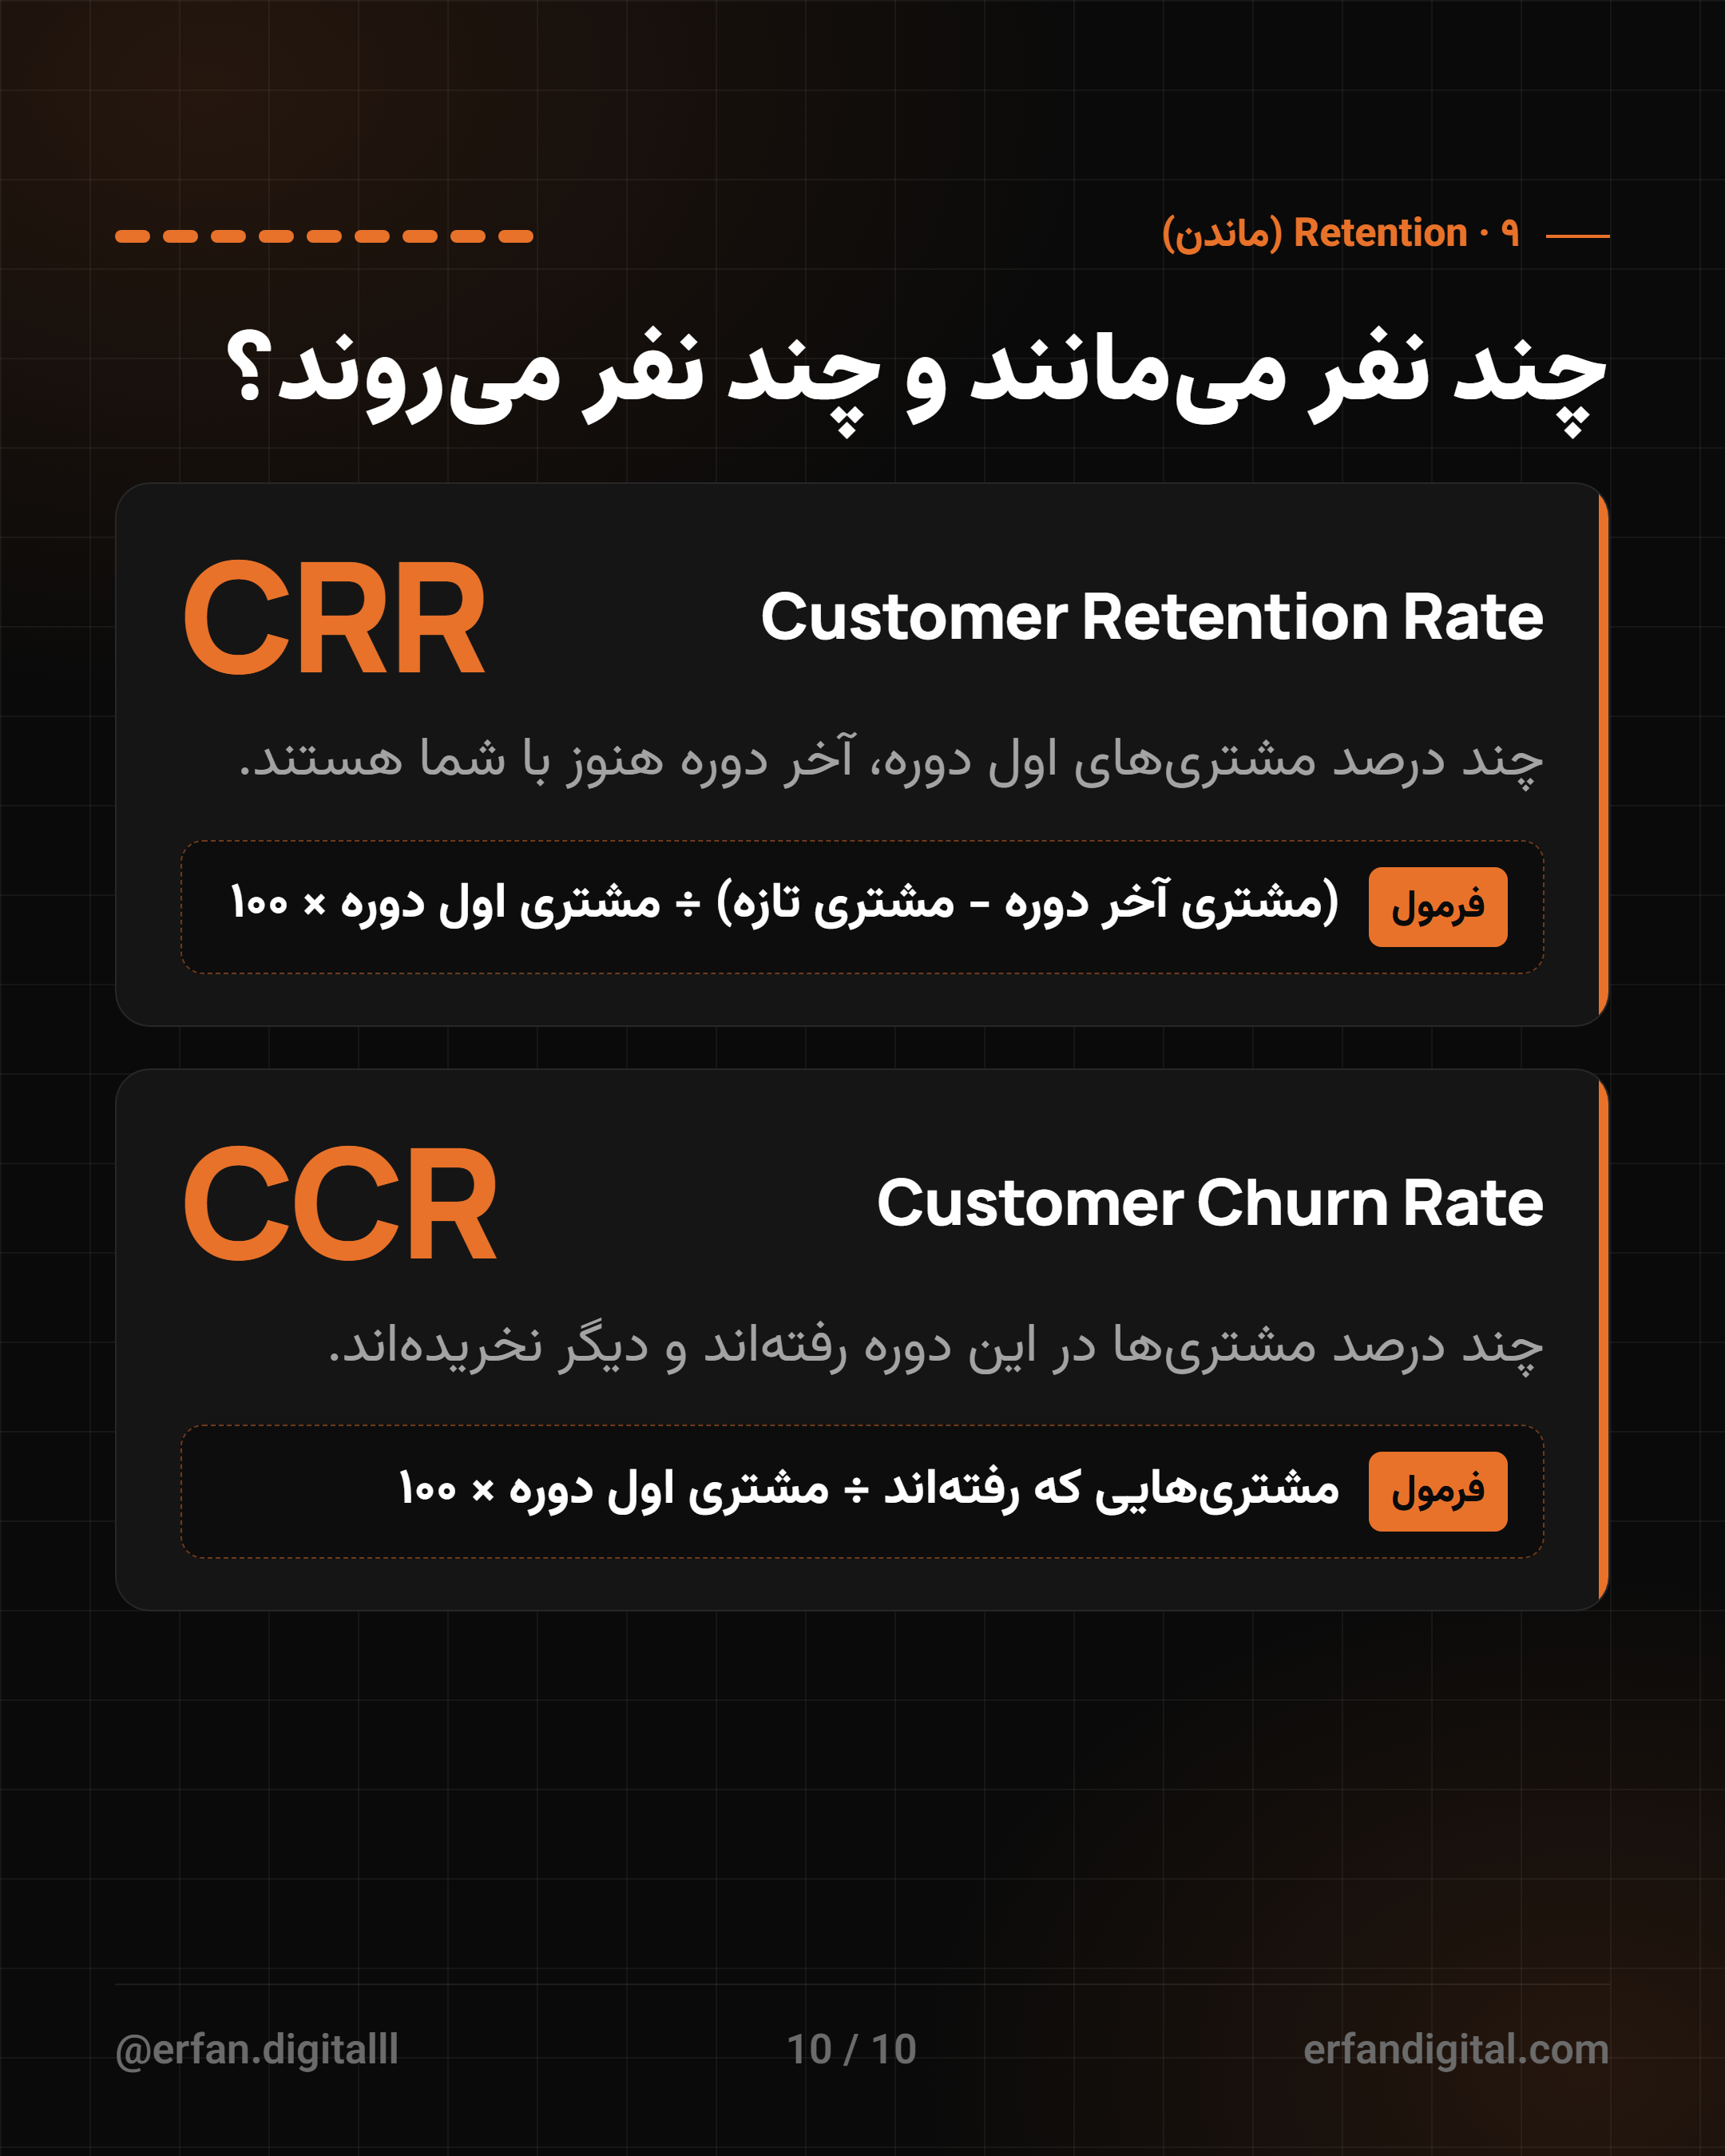 ۹ · Retention (ماندن)
چند نفر می‌مانند و چند نفر می‌روند؟
Customer Retention Rate
CRR
چند درصد مشتری‌های اول دوره، آخر دوره هنوز با شما هستند.
فرمول
(مشتری آخر دوره − مشتری تازه) ÷ مشتری اول دوره × ۱۰۰
Customer Churn Rate
CCR
چند درصد مشتری‌ها در این دوره رفته‌اند و دیگر نخریده‌اند.
فرمول
مشتری‌هایی که رفته‌اند ÷ مشتری اول دوره × ۱۰۰
erfandigital.com
10 / 10
@erfan.digitalll